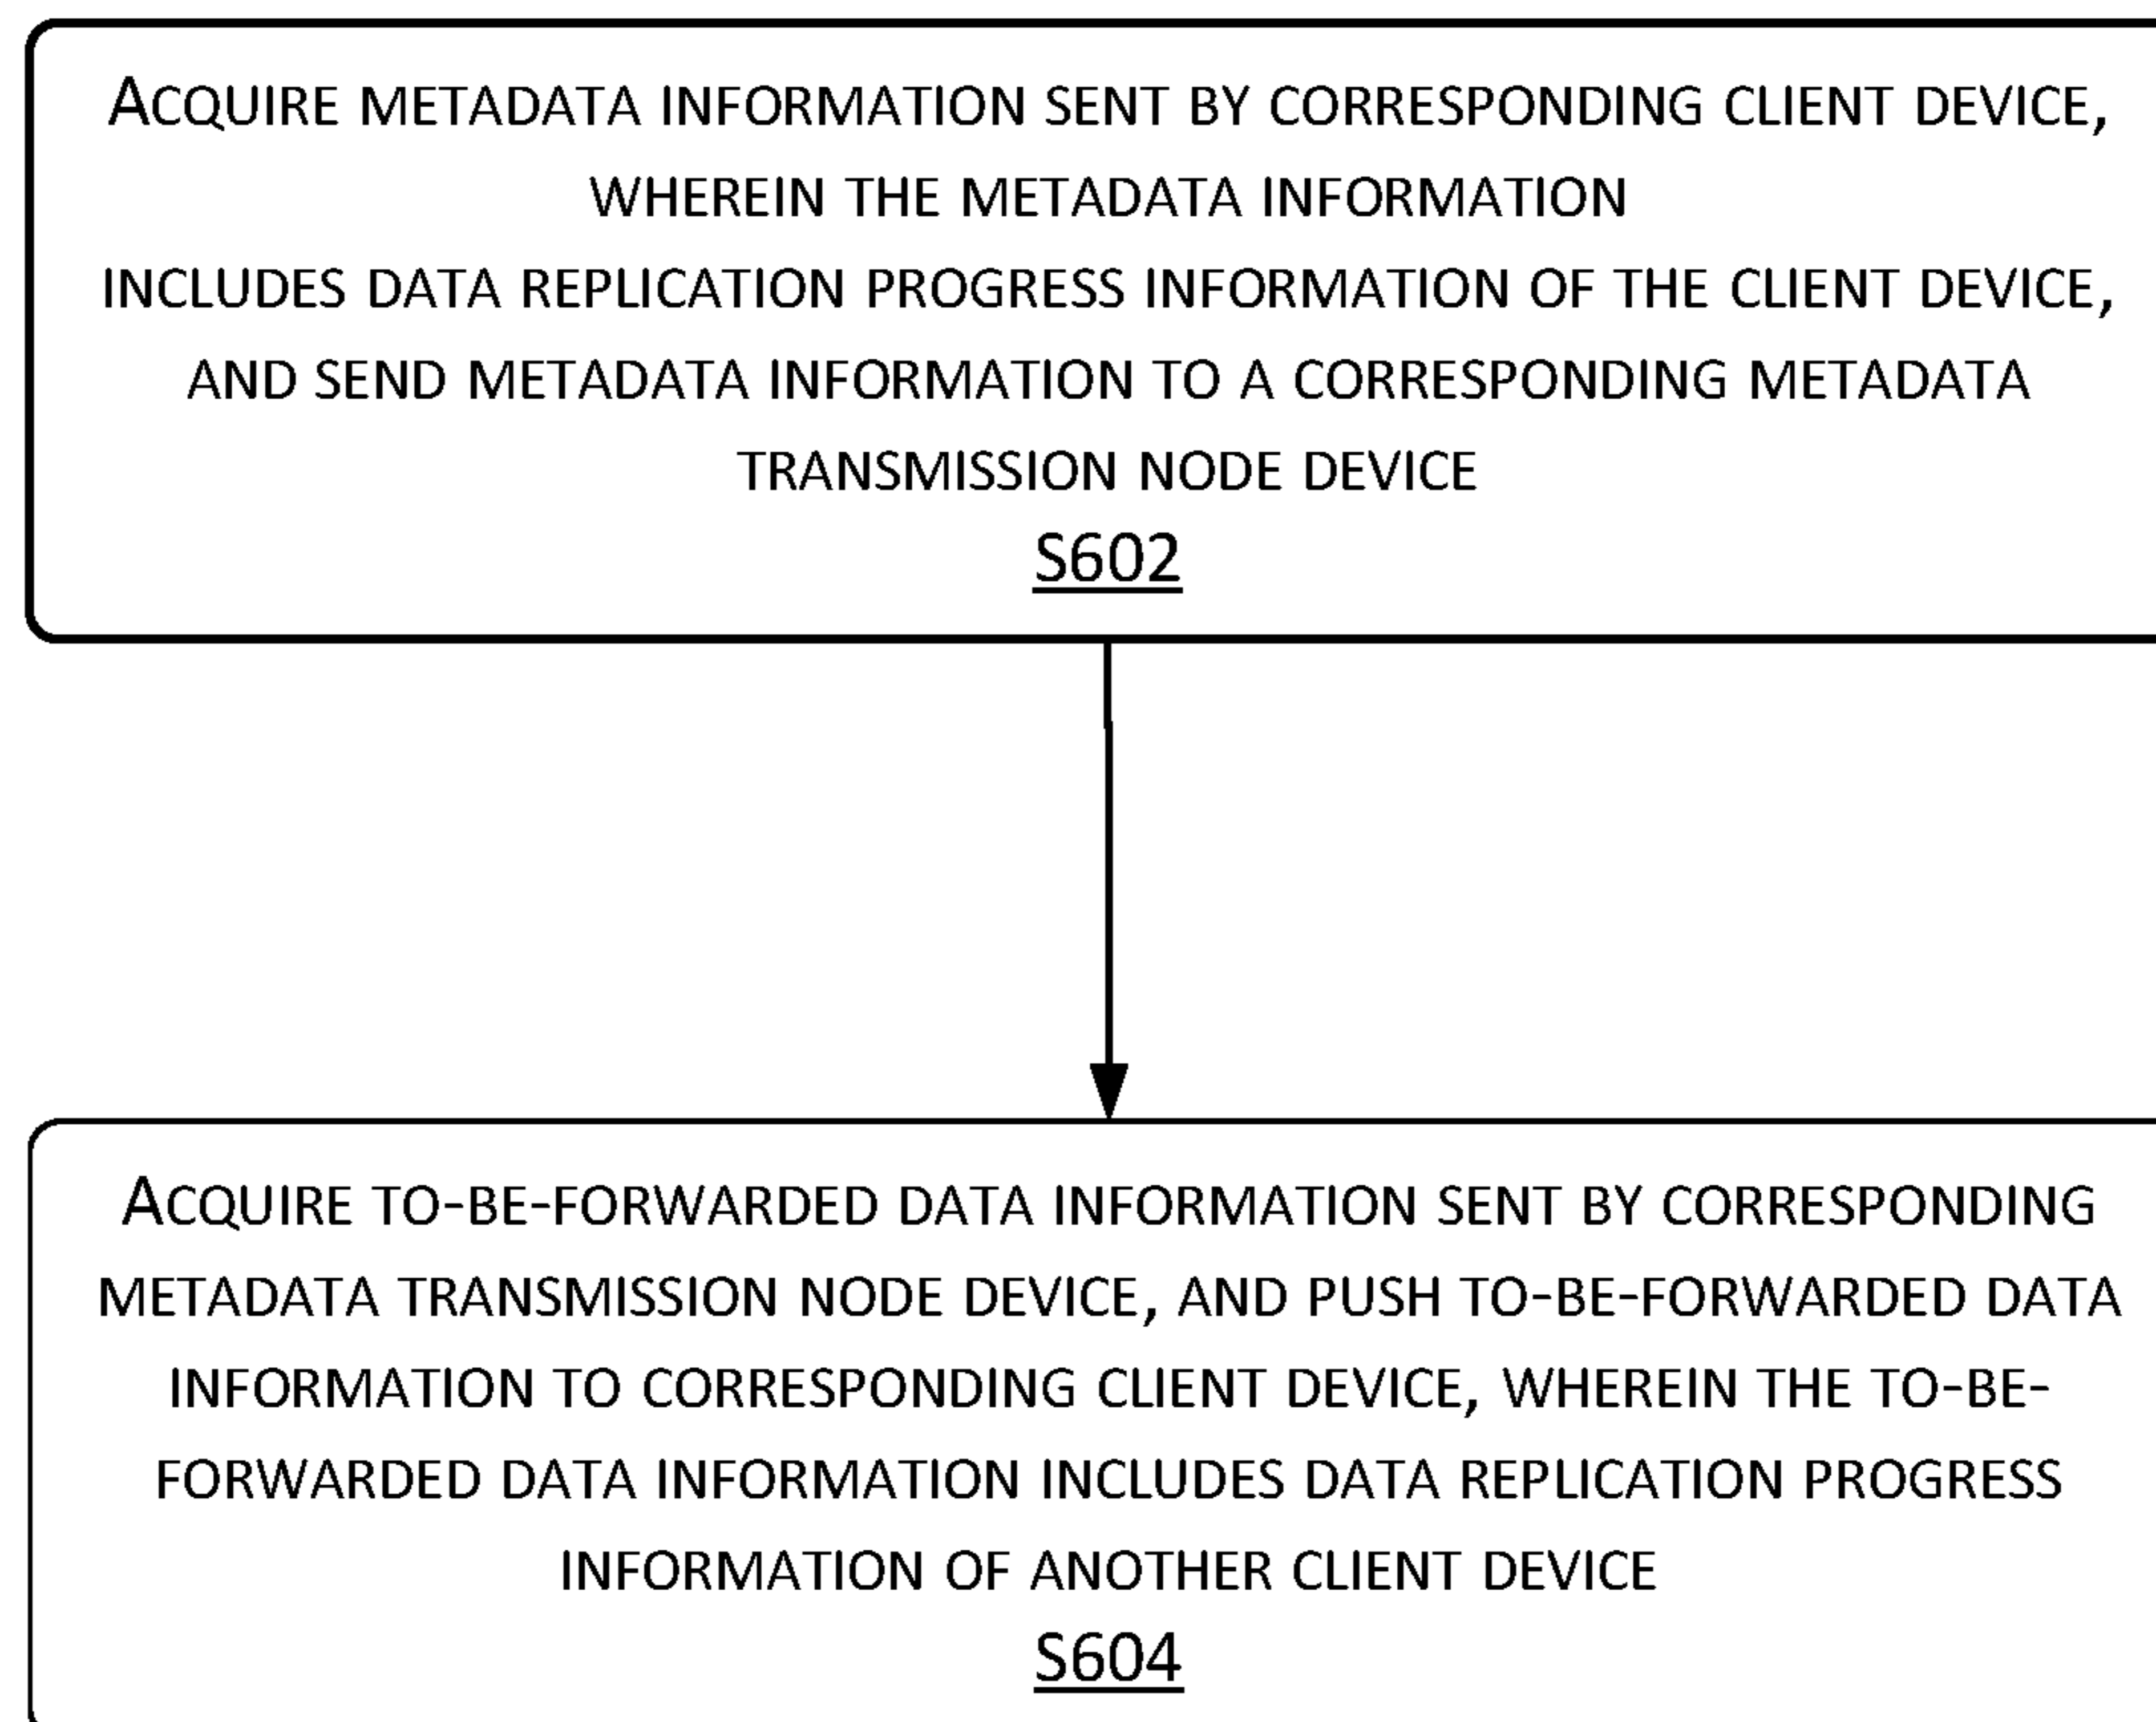 ACQUIRE METADATA INFORMATION SENT BY CORRESPONDING CLIENT DEVICE,
WHEREIN THE METADATA INFORMATION
INCLUDES DATA REPLICATION PROGRESS INFORMATION OF THE CLIENT DEVICE,
AND SEND METADATA INFORMATION TO A CORRESPONDING METADATA
TRANSMISSION NODE DEVICE
S602
ACQUIRE TO-BE-FORWARDED DATA INFORMATION SENT BY CORRESPONDING
METADATA TRANSMISSION NODE DEVICE, AND PUSH TO-BE-FORWARDED DATA
INFORMATION TO CORRESPONDING CLIENT DEVICE, WHEREIN THE TO-BE-
FORWARDED DATA INFORMATION INCLUDES DATA REPLICATION PROGRESS
INFORMATION OF ANOTHER CLIENT DEVICE
S604